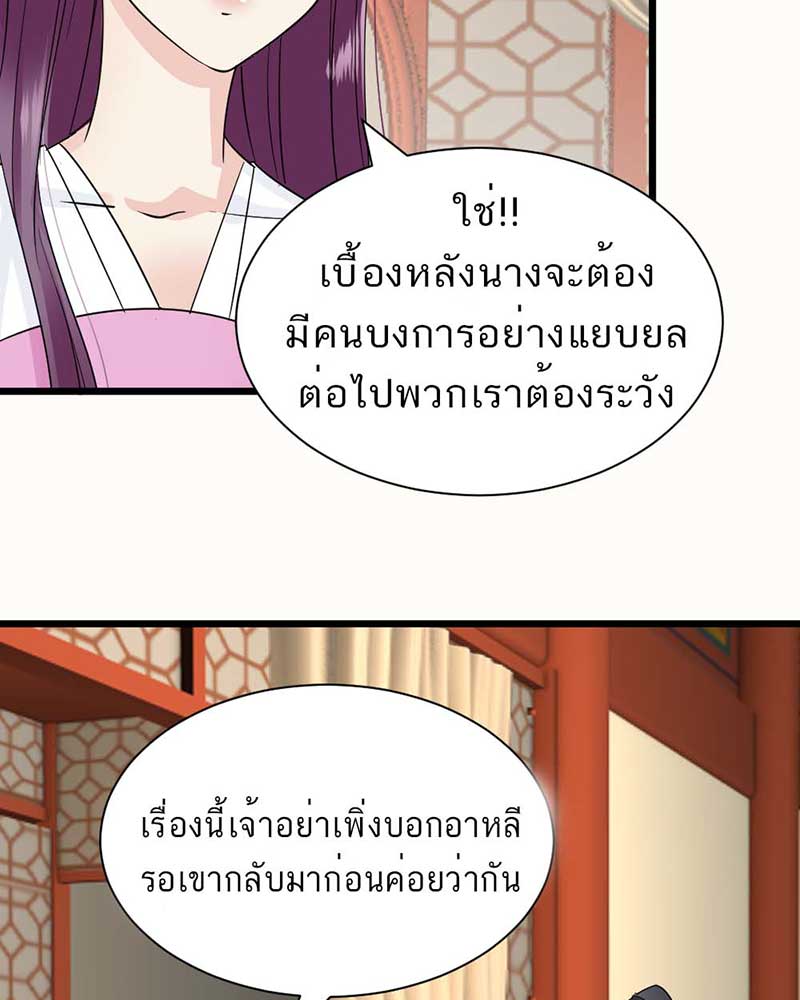 ใช่!!
เบื้องหลังนางจะต้อง
มีคนบงการอย่างแยบยล
ต่อไปพวกเราต้องระวัง
เรื่องนี้เจ้าอย่าเพิ่งบอกอาหลี
รอเขากลับมาก่อนค่อยว่ากัน